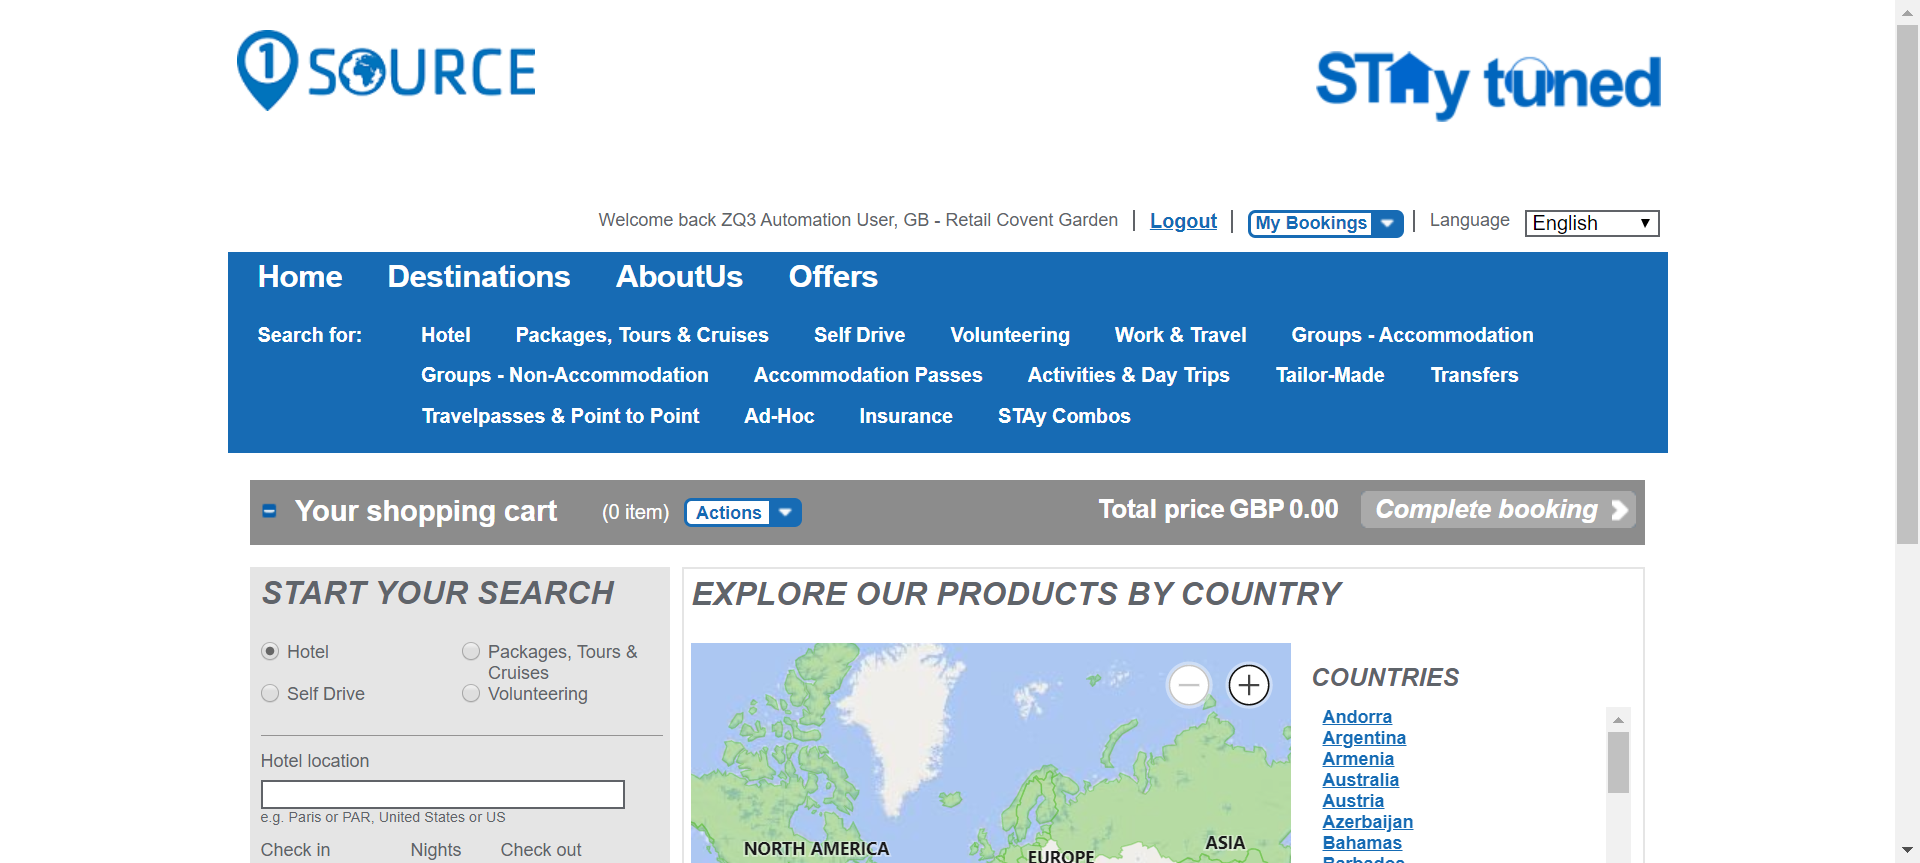 1 SOURCE
STAy tuned
Welcome back ZQ3 Automation User, GB - Retail Covent Garden
Logout
My Bookings
Language
English
Home Destinations AboutUs Offers
Search for: Hotel Packages, Tours & Cruises Self Drive Volunteering Work & Travel Groups - Accommodation
Groups - Non-Accommodation Accommodation Passes Activities & Day Trips Tailor-Made Transfers
Travelpasses & Point to Point Ad-Hoc Insurance STAy Combos
Your shopping cart (0 item) Actions Total price GBP 0.00 Complete booking
START YOUR SEARCH
Hotel
Packages, Tours &
Cruises
Self Drive
Volunteering
Hotel location
e.g. Paris or PAR, United States or US
Check in Nights Check out
EXPLORE OUR PRODUCTS BY COUNTRY
NORTH AMERICA
EUROPE
ASIA
COUNTRIES
Andorra
Argentina
Armenia
Australia
Austria
Azerbaijan
Bahamas
Barbados